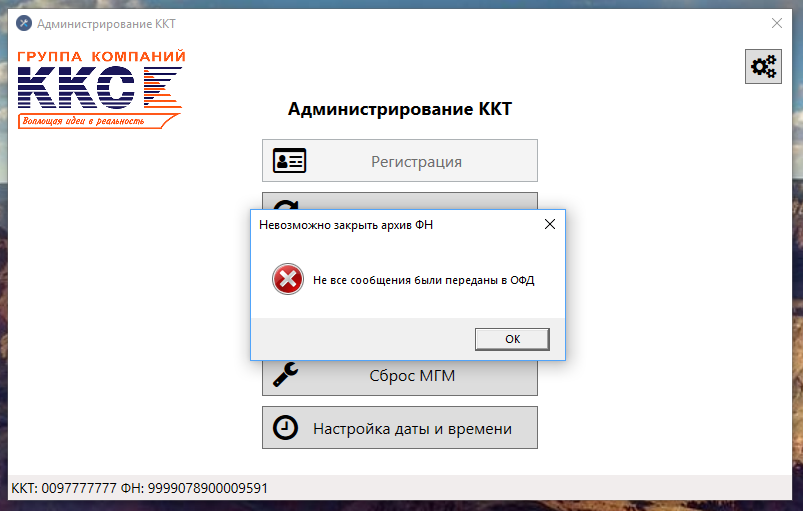 Администрирование ККТ
ГРУППА КОМПАНИЙ
ККС
Воплощая идеи в реальность
Администрирование ККТ
Регистрация
Невозможно закрыть архив ФН
Не все сообщения были переданы в ОФД
ОК
Сброс МГМ
Настройка даты и времени
ККТ: 0097777777 ФН: 9999078900009591